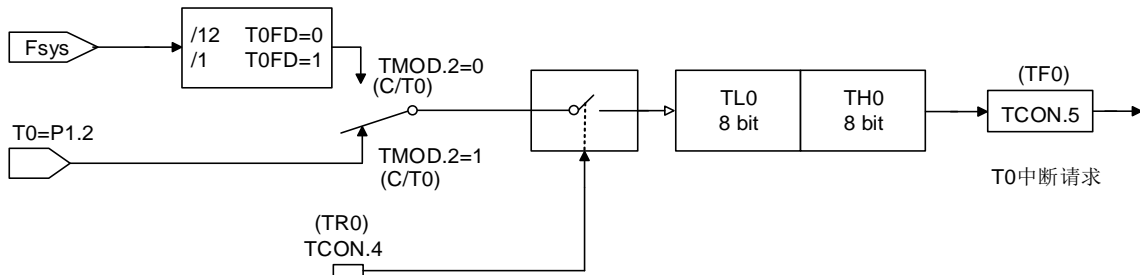 Fsys
/12 T0FD=0
/1 T0FD=1
TMOD.2=0
(C/T0)
T0=P1.2
TMOD.2=1
(C/T0)
(TR0)
TCON.4
TL0
8 bit
TH0
8 bit
(TF0)
TCON.5
T0中断请求